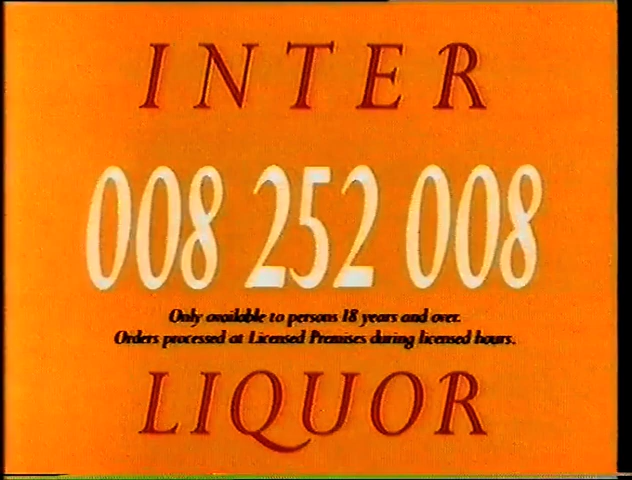 INTER
008 252 008
Only available to persons 18 years and over.
Orders processed at Licensed Premises during licensed hours.
LIQUOR